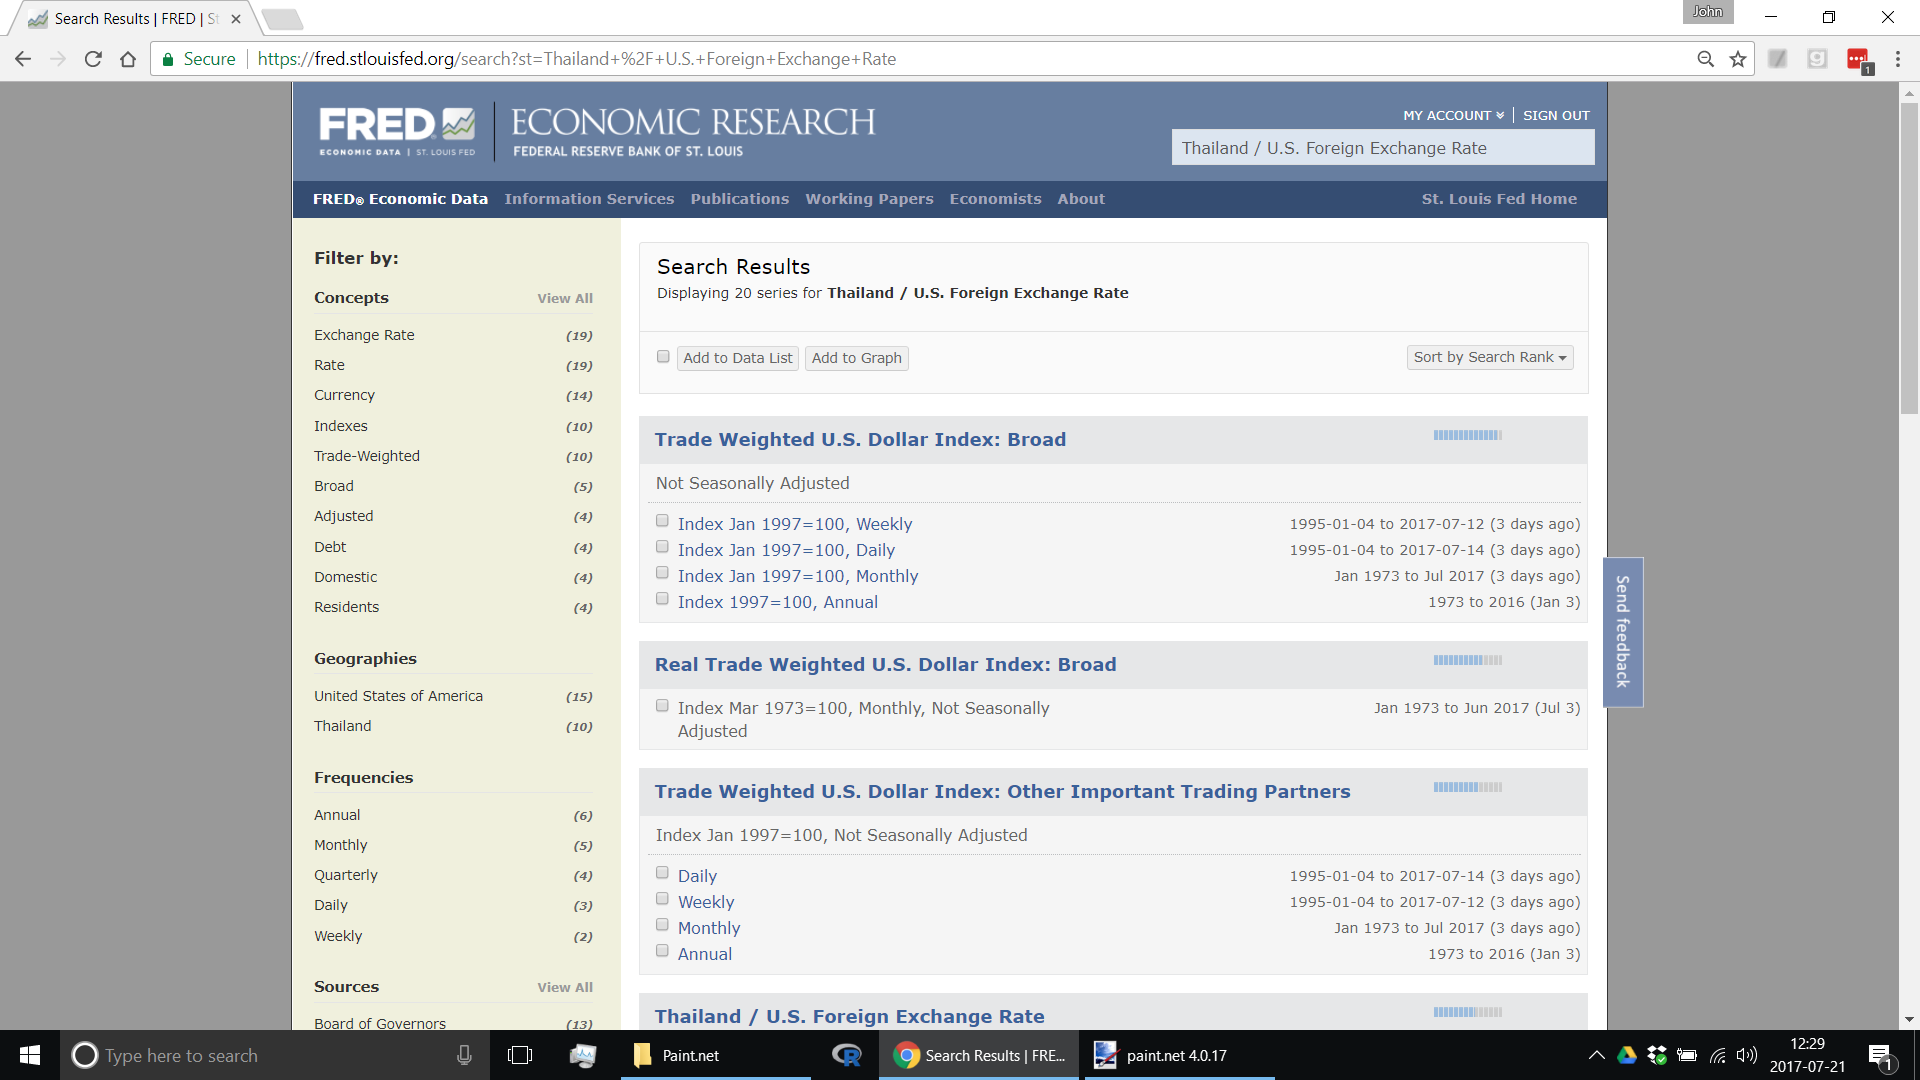 Search Results | FRED | St
John
Secure
https://fred.stlouisfed.org/search?st=Thailand+%2F+U.S.+Foreign+Exchange+Rate
1
FRED
ECONOMIC DATA | ST. LOUIS FED
ECONOMIC RESEARCH
FEDERAL RESERVE BANK OF ST. LOUIS
MY ACCOUNT
SIGN OUT
Thailand / U.S. Foreign Exchange Rate
FRED® Economic Data
Information Services
Publications
Working Papers
Economists
About
St. Louis Fed Home
Filter by:
Concepts View All
Exchange Rate (19)
Rate (19)
Currency (14)
Indexes (10)
Trade-Weighted (10)
Broad (5)
Adjusted (4)
Debt (4)
Domestic (4)
Residents (4)
Geographies
United States of America (15)
Thailand (10)
Frequencies
Annual (6)
Monthly (5)
Quarterly (4)
Daily (3)
Weekly (2)
Sources View All
Board of Governors (13)
Search Results
Displaying 20 series for Thailand / U.S. Foreign Exchange Rate
Add to Data List
Add to Graph
Sort by Search Rank
Trade Weighted U.S. Dollar Index: Broad
Not Seasonally Adjusted
Index Jan 1997=100, Weekly 1995-01-04 to 2017-07-12 (3 days ago)
Index Jan 1997=100, Daily 1995-01-04 to 2017-07-14 (3 days ago)
Index Jan 1997=100, Monthly Jan 1973 to Jul 2017 (3 days ago)
Index 1997=100, Annual 1973 to 2016 (Jan 3)
Real Trade Weighted U.S. Dollar Index: Broad
Index Mar 1973=100, Monthly, Not Seasonally Jan 1973 to Jun 2017 (Jul 3)
Adjusted
Trade Weighted U.S. Dollar Index: Other Important Trading Partners
Index Jan 1997=100, Not Seasonally Adjusted
Daily 1995-01-04 to 2017-07-14 (3 days ago)
Weekly 1995-01-04 to 2017-07-12 (3 days ago)
Monthly Jan 1973 to Jul 2017 (3 days ago)
Annual 1973 to 2016 (Jan 3)
Thailand / U.S. Foreign Exchange Rate
Send feedback
Type here to search
Paint.net
R
Search Results | FRE...
paint.net 4.0.17
12:29
2017-07-21
1